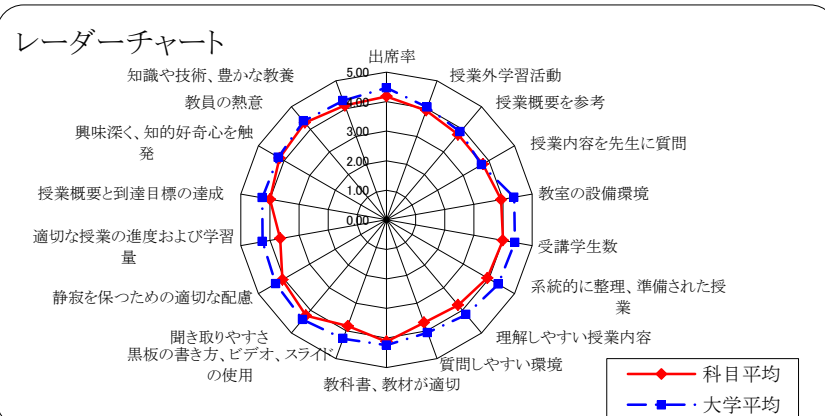 レーダーチャート
出席率
授業外学習活動
授業概要を参考
授業内容を先生に質問
教室の設備環境
受講学生数
系統的に整理、準備された授
業
理解しやすい授業内容
質問しやすい環境
教科書、教材が適切
黒板の書き方、ビデオ、スライド
の使用
聞き取りやすさ
静寂を保つための適切な配慮
適切な授業の進度および学習
量
授業概要と到達目標の達成
興味深く、知的好奇心を触
発
教員の熱意
知識や技術、豊かな教養
5.00
4.00
3.00
2.00
1.00
0.00
科目平均
大学平均